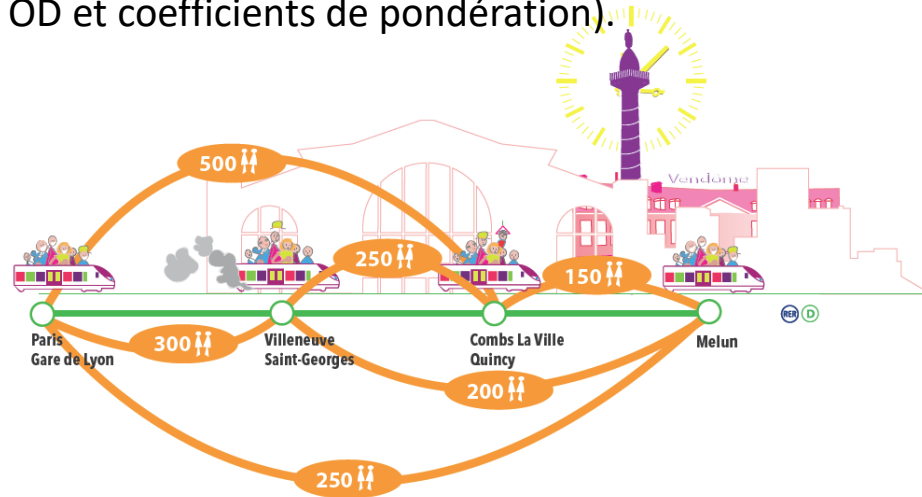 OD et coefficients de pondération).
Vendôme
500
250
150
Paris
Gare de Lyon
300
Villeneuve
Saint-Georges
Combs La Ville
Quincy
Melun
RER D
200
250